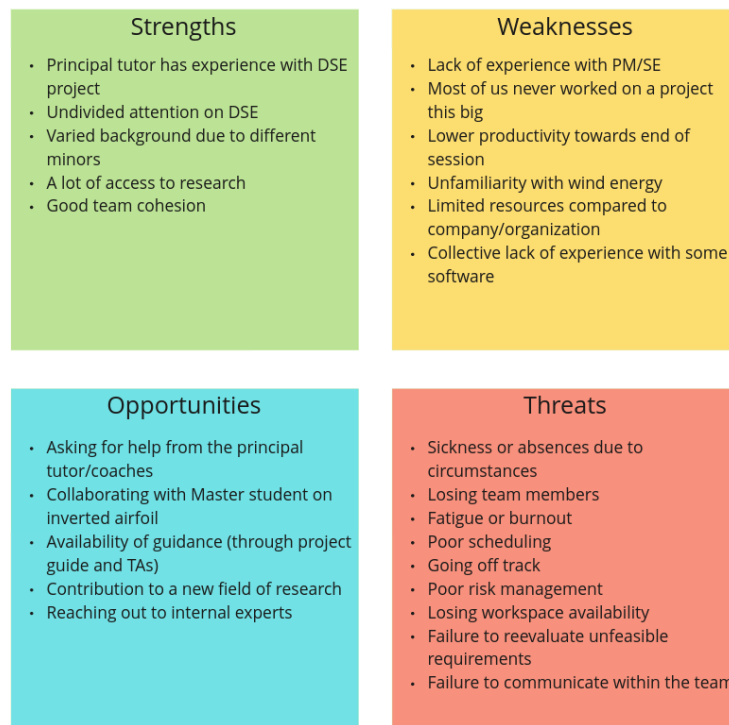 Strengths
• Principal tutor has experience with DSE
project
• Undivided attention on DSE
• Varied background due to different
minors
• A lot of access to research
• Good team cohesion
Weaknesses
• Lack of experience with PM/SE
• Most of us never worked on a project
this big
• Lower productivity towards end of
session
• Unfamiliarity with wind energy
• Limited resources compared to
company/organization
• Collective lack of experience with some
software
Opportunities
• Asking for help from the principal
tutor/coaches
• Collaborating with Master student on
inverted airfoil
• Availability of guidance (through project
guide and TAs)
• Contribution to a new field of research
• Reaching out to internal experts
Threats
• Sickness or absences due to
circumstances
• Losing team members
• Fatigue or burnout
• Poor scheduling
• Going off track
• Poor risk management
• Losing workspace availability
• Failure to reevaluate unfeasible
requirements
• Failure to communicate within the team